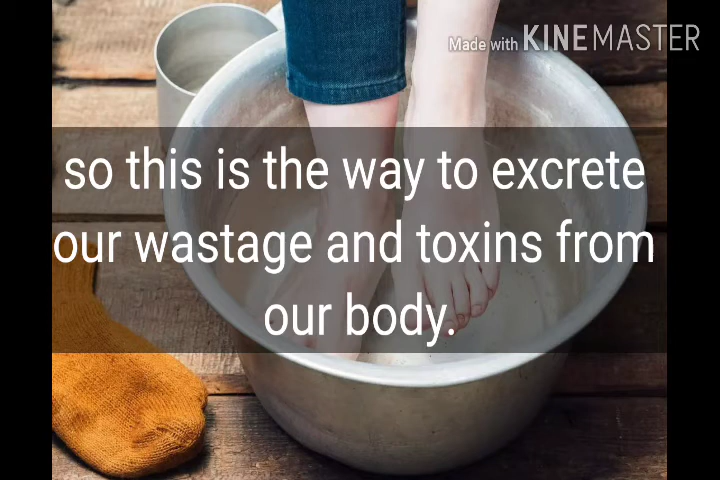 Made with KINEMASTER
so this is the way to excrete
our wastage and toxins from
our body.